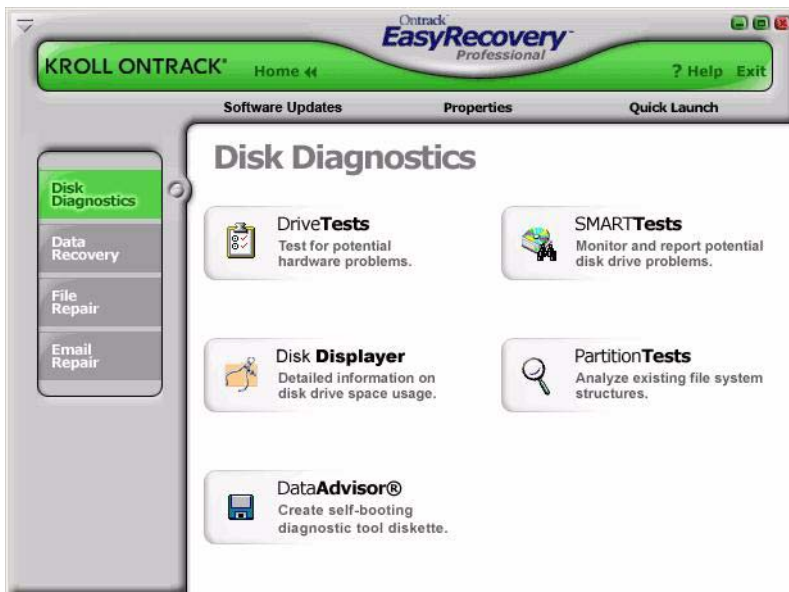 Ontrack
EasyRecovery™
Professional
KROLL ONTRACK®
Home
? Help Exit
Software Updates
Properties
Quick Launch
Disk Diagnostics
Disk
Diagnostics
Data
Recovery
File
Repair
Email
Repair
DriveTests
Test for potential
hardware problems.
SMARTTests
Monitor and report potential
disk drive problems.
Disk Displayer
Detailed information on
disk drive space usage.
PartitionTests
Analyze existing file system
structures.
DataAdvisor®
Create self-booting
diagnostic tool diskette.